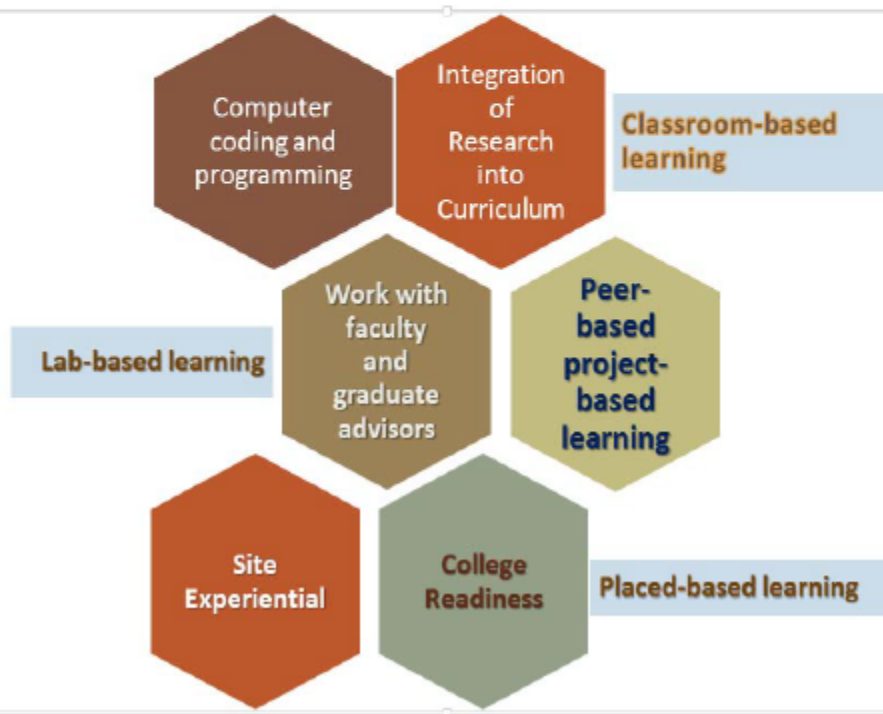 Computer
coding and
programming
Integration
of
Research
into
Curriculum
Classroom-based
learning
Lab-based learning
Work with
faculty
and
graduate
advisors
Peer-
based
project-
based
learning
Site
Experiential
College
Readiness
Placed-based learning